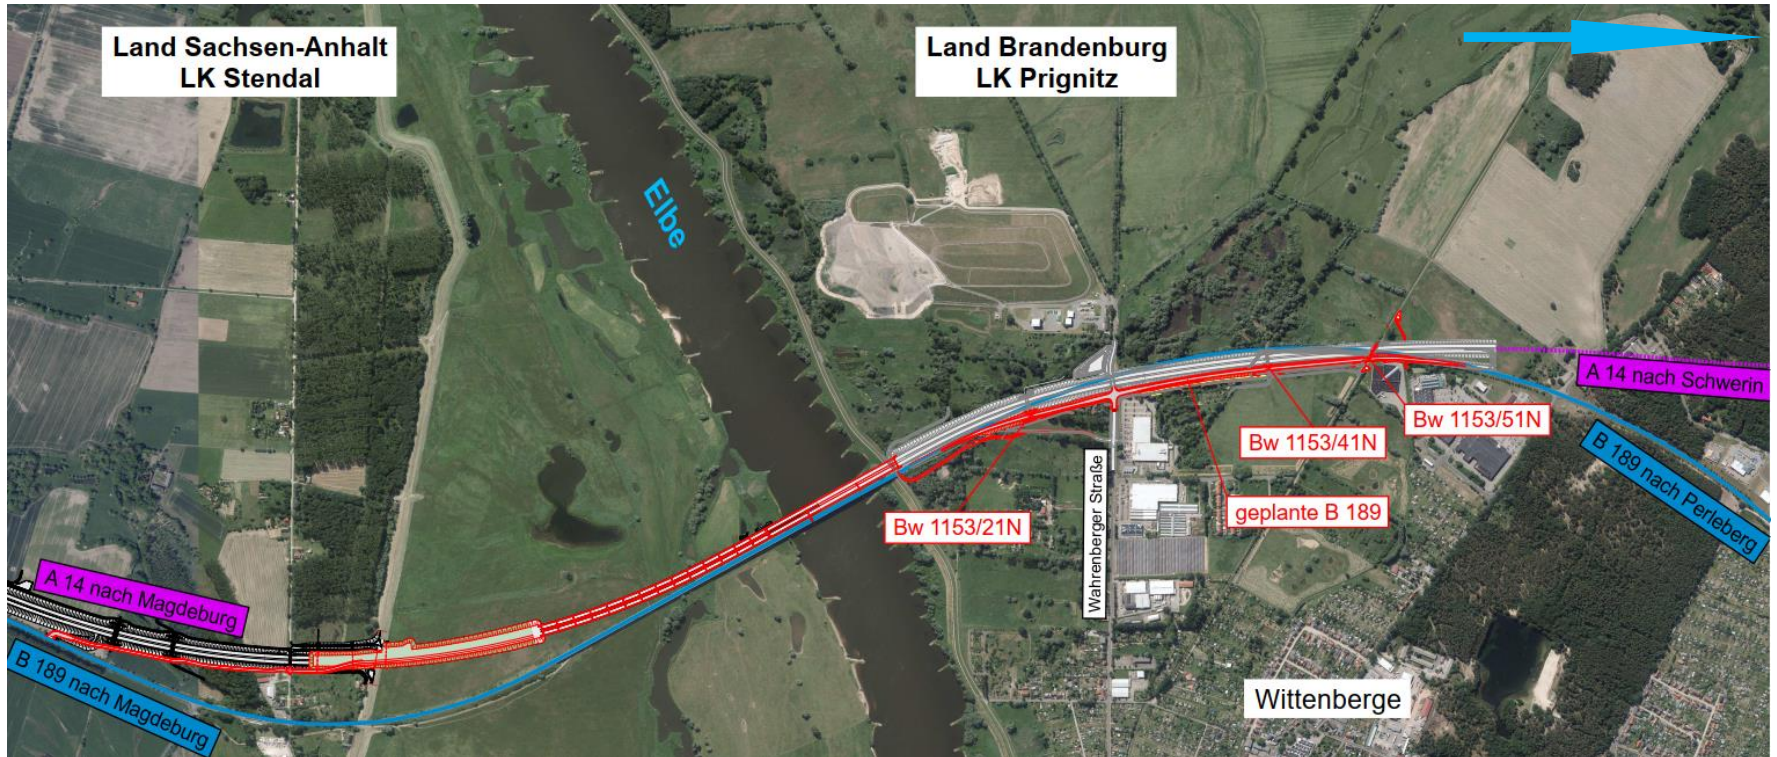 Land Sachsen-Anhalt
LK Stendal
Land Brandenburg
LK Prignitz
Elbe
A 14 nach Schwerin
Bw 1153/51N
Bw 1153/41N
B 189 nach Perleberg
geplante B 189
Bw 1153/21N
Wahrenberger Straße
A 14 nach Magdeburg
B 189 nach Magdeburg
Wittenberge